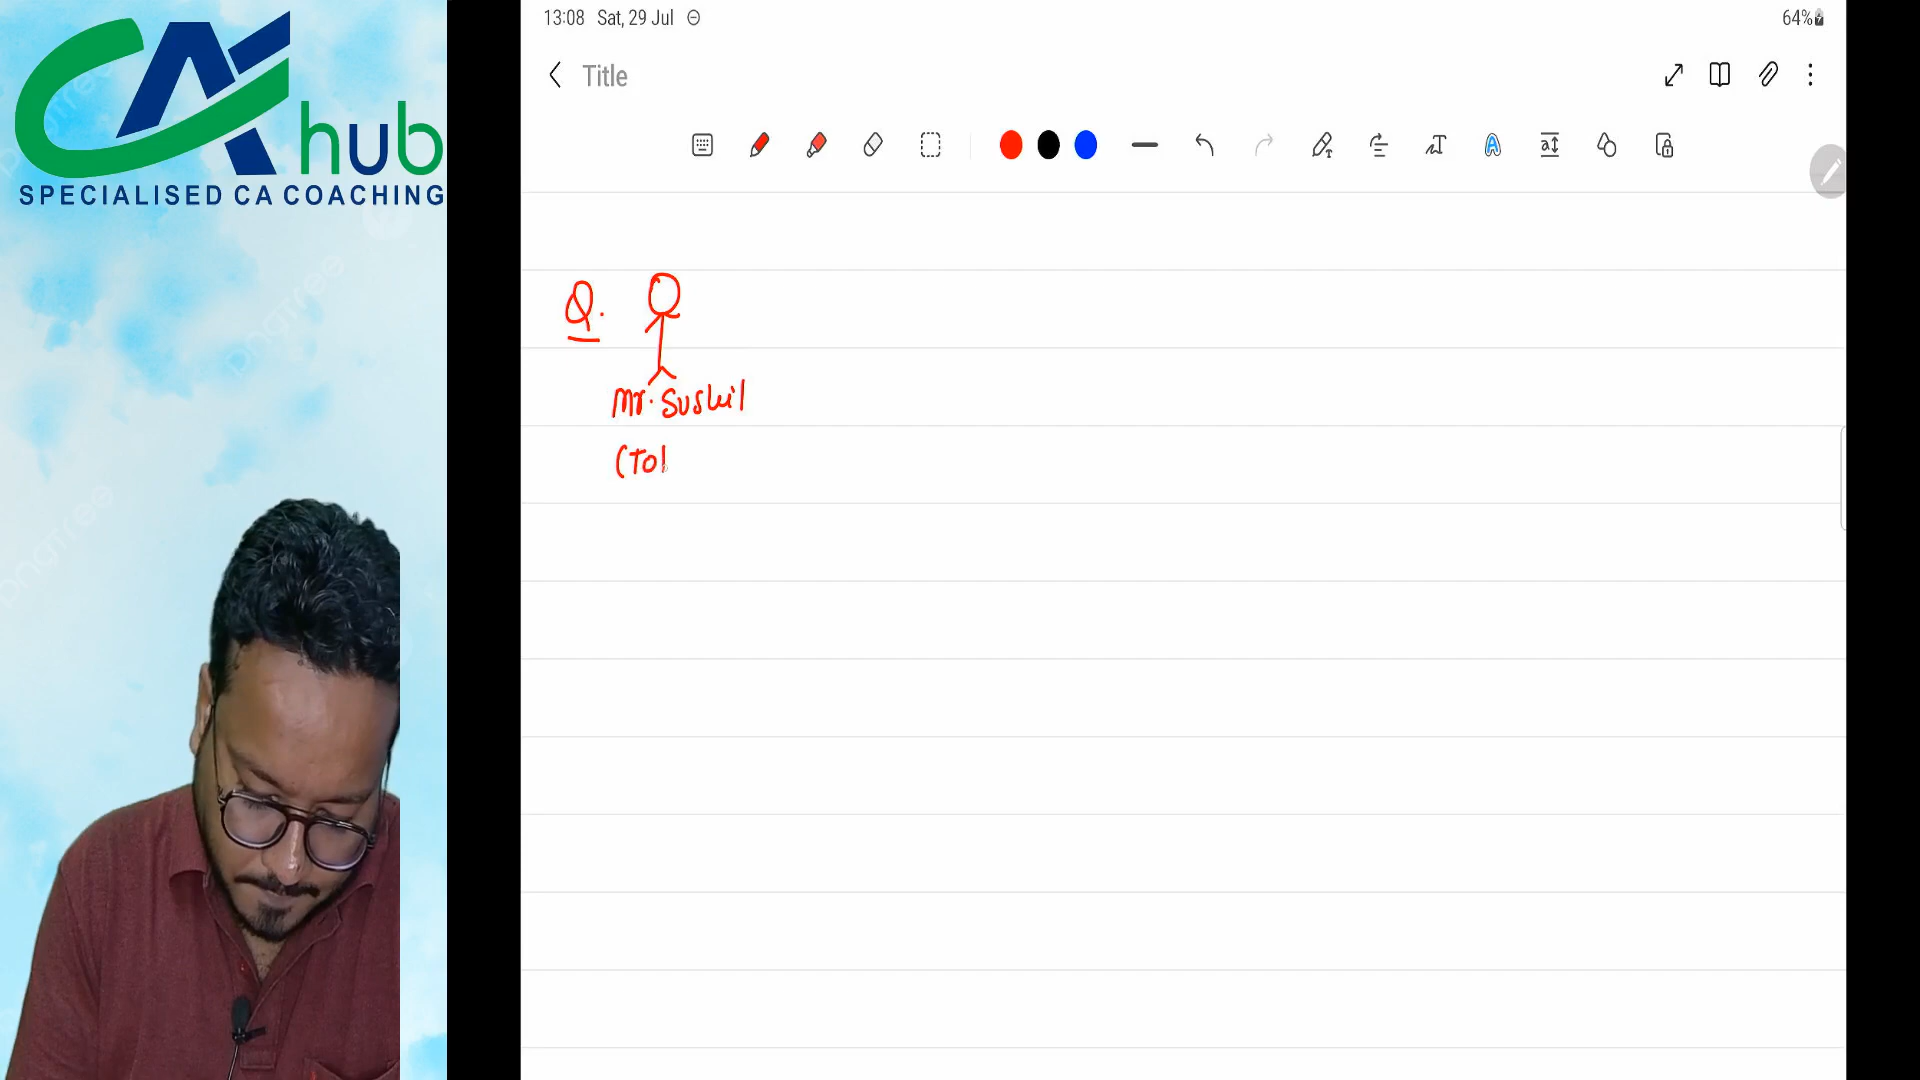 CA hub
SPECIALISED CA COACHING
13:08 Sat, 29 Jul
64%
Title
Q.
Mr. Sushil
(Tol